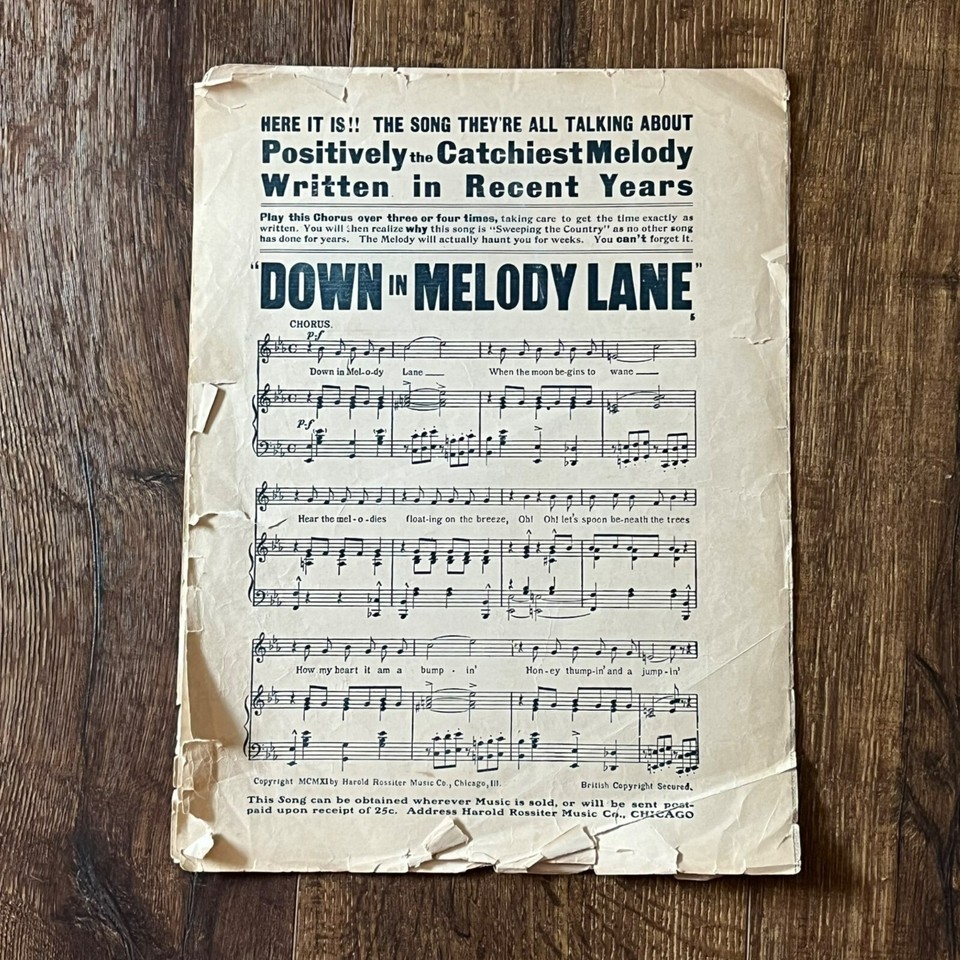 HERE IT IS!! THE SONG THEY'RE ALL TALKING ABOUT
Positively the Catchiest Melody
Written in Recent Years
Play this Chorus over three or four times, taking care to get the time exactly as
written. You will then realize why this song is "Sweeping the Country" as no other song
has done for years. The Melody will actually haunt you for weeks. You can't forget it.
"DOWN IN MELODY LANE"
CHORUS.
p-f
Down in Mel-o-dy Lane When the moon be-gins to wane
p-f
Hear the mel-o-dies float-ing on the breeze, Oh! Oh! let's spoon be-neath the trees
How my heart it am a bump - in' Hon-ey thump-in' and a jump-in'
Copyright MCMXI by Harold Rossiter Music Co., Chicago, Ill. British Copyright Secured.
This Song can be obtained wherever Music is sold, or will be sent post-
paid upon receipt of 25c. Address Harold Rossiter Music Co., CHICAGO